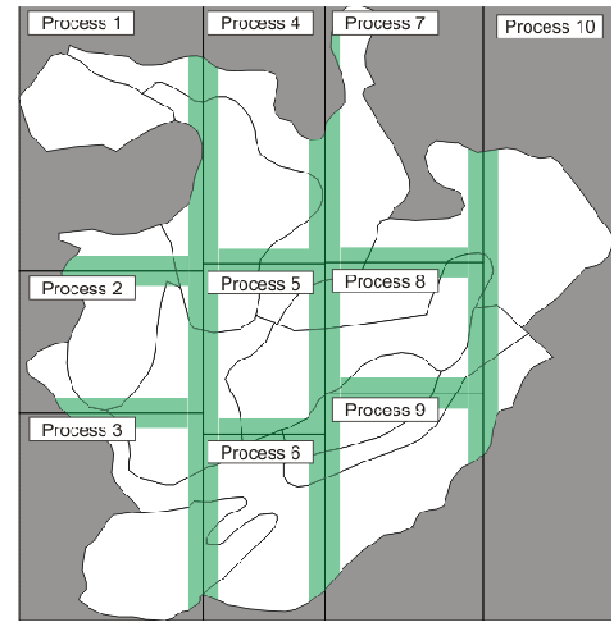 Process 1
Process 4
Process 7
Process 10
Process 2
Process 5
Process 8
Process 3
Process 6
Process 9